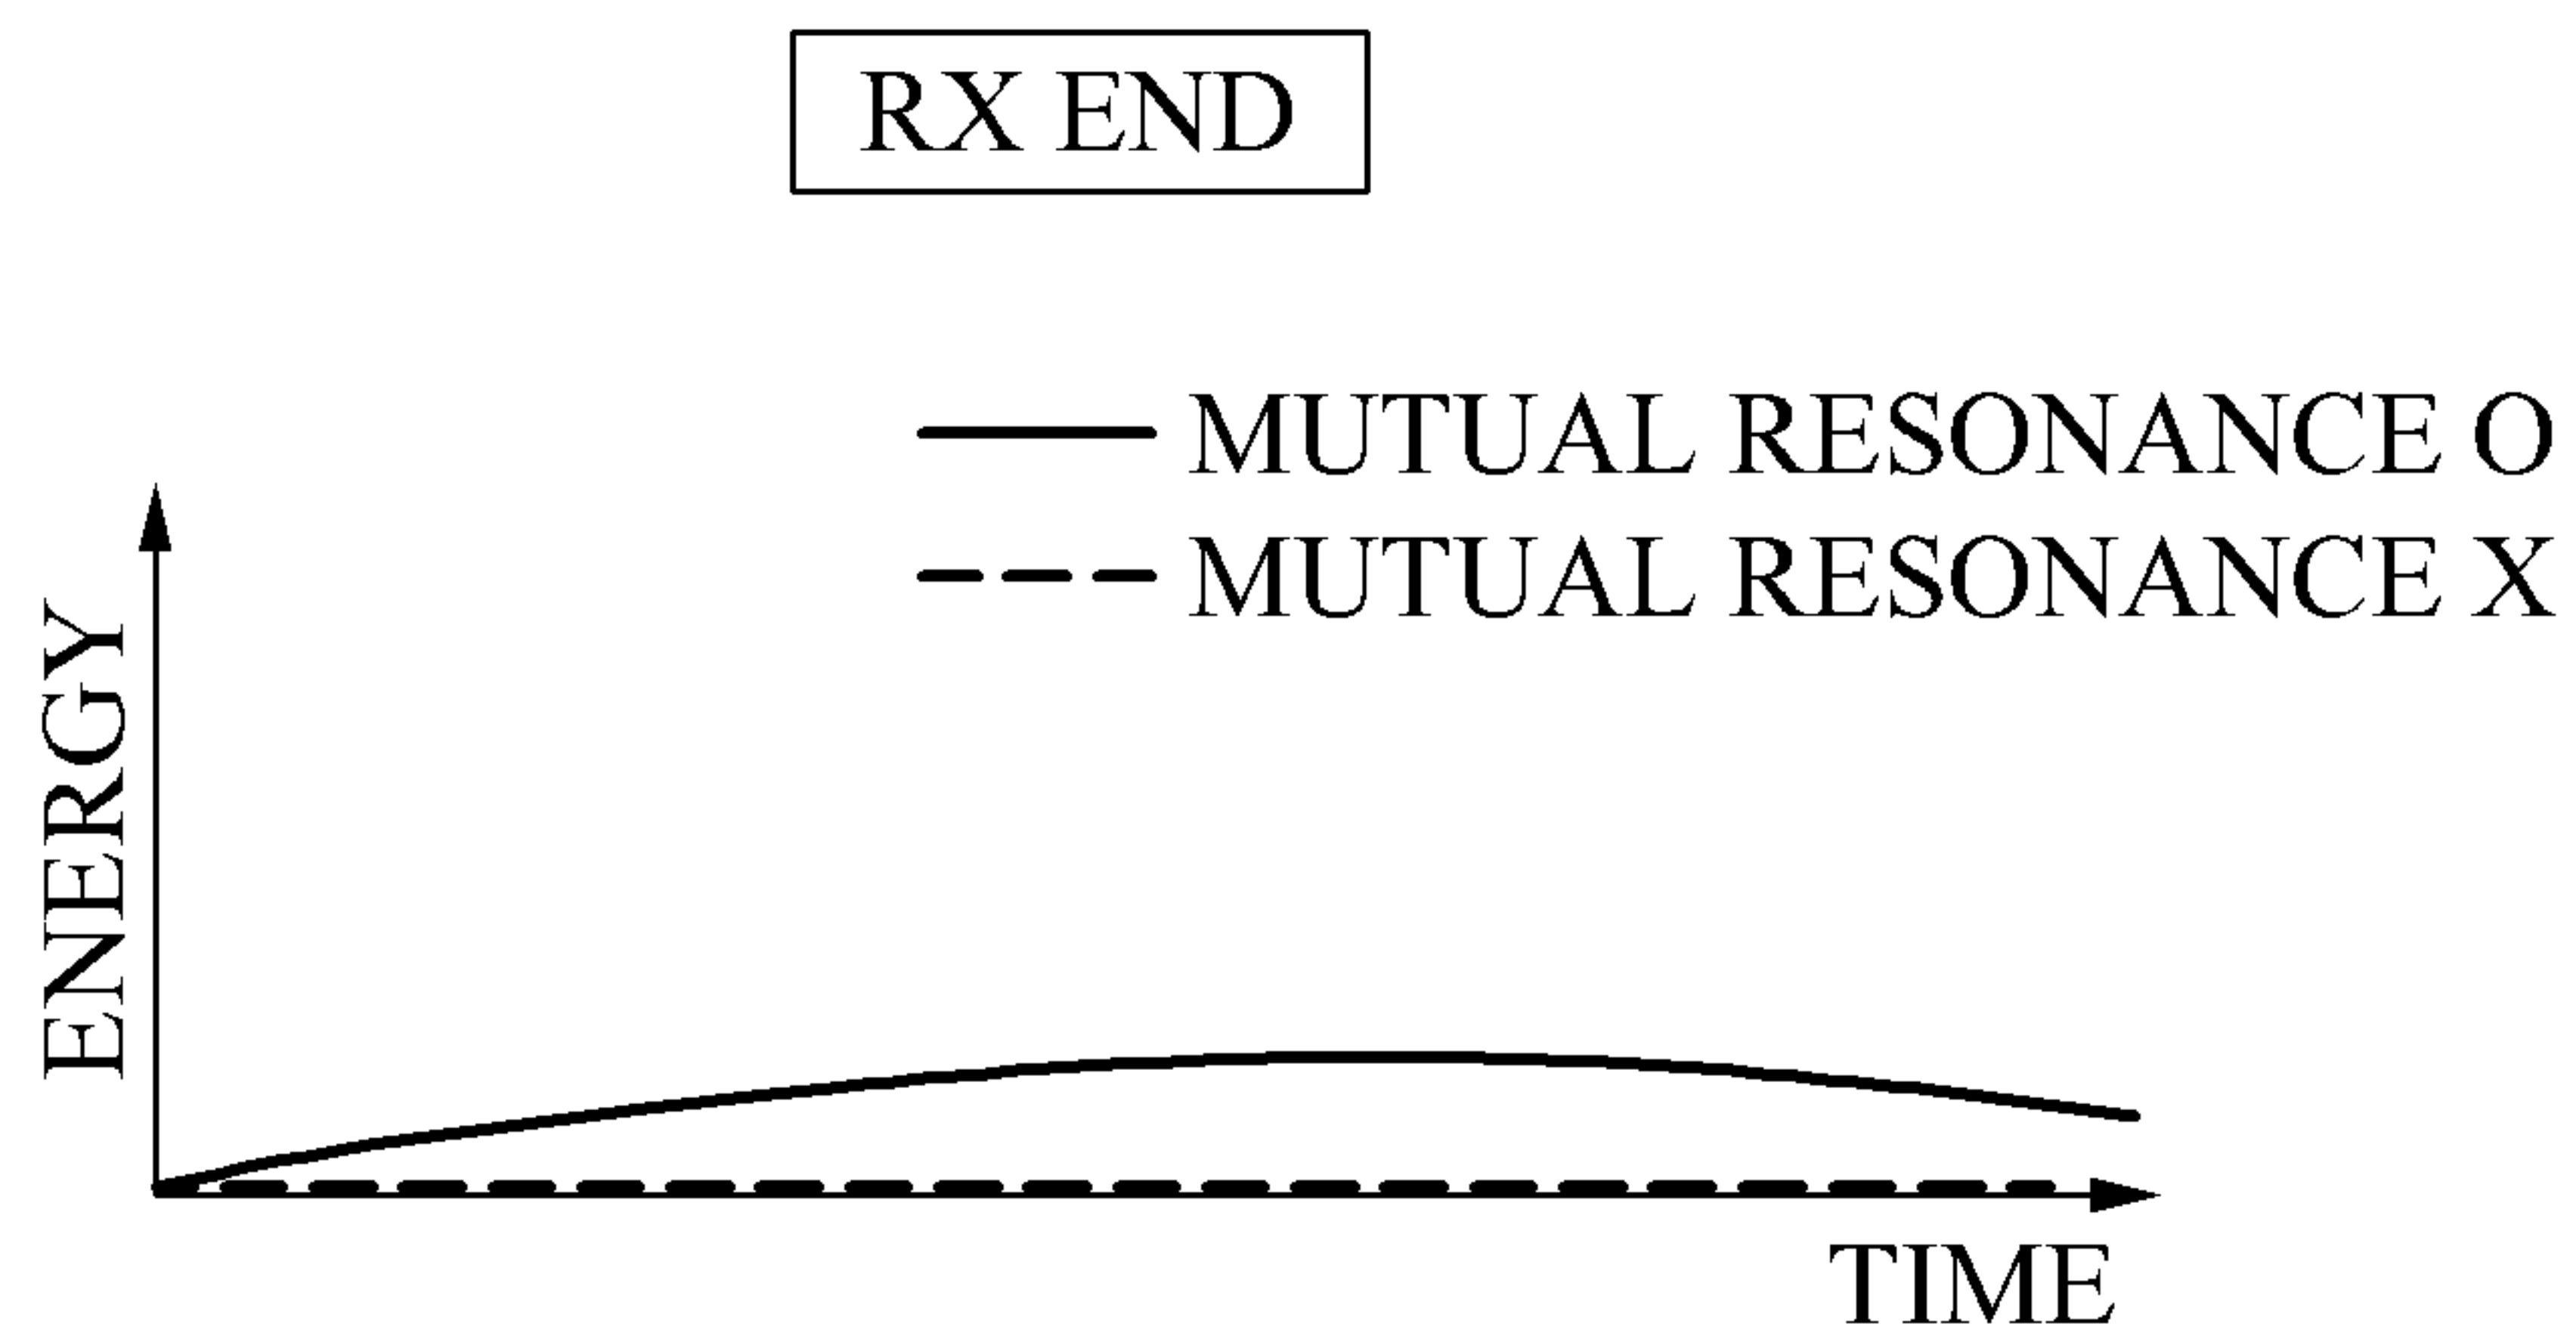 RX END
MUTUAL RESONANCE O
MUTUAL RESONANCE X
ENERGY
TIME